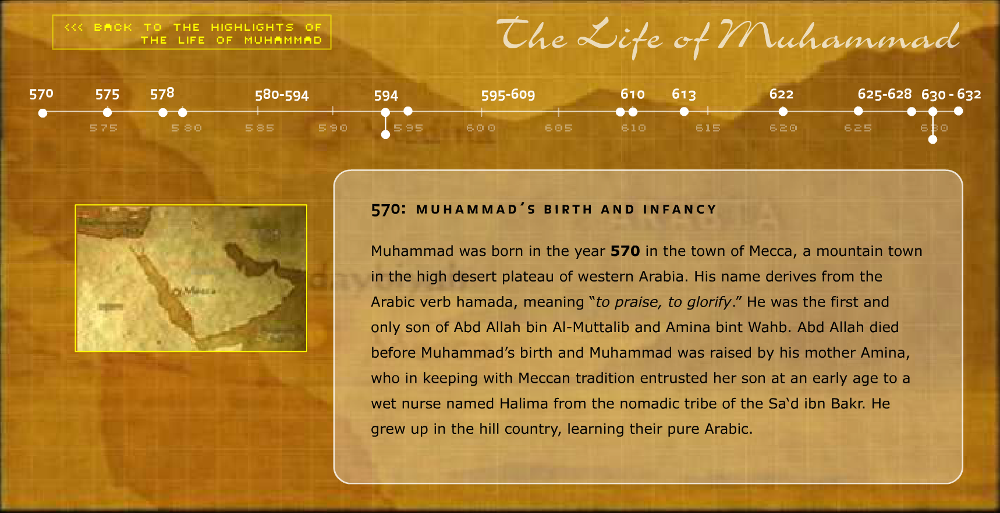 <<< BACK TO THE HIGHLIGHTS OF
THE LIFE OF MUHAMMAD
The Life of Muhammad
570 575 578 580-594 594 595-609 610 613 622 625-628 630 - 632
575 580 585 590 595 600 605 610 615 620 625 630
Mecca
570: MUHAMMAD’S BIRTH AND INFANCY
Muhammad was born in the year 570 in the town of Mecca, a mountain town
in the high desert plateau of western Arabia. His name derives from the
Arabic verb hamada, meaning “to praise, to glorify.” He was the first and
only son of Abd Allah bin Al-Muttalib and Amina bint Wahb. Abd Allah died
before Muhammad’s birth and Muhammad was raised by his mother Amina,
who in keeping with Meccan tradition entrusted her son at an early age to a
wet nurse named Halima from the nomadic tribe of the Sa‘d ibn Bakr. He
grew up in the hill country, learning their pure Arabic.